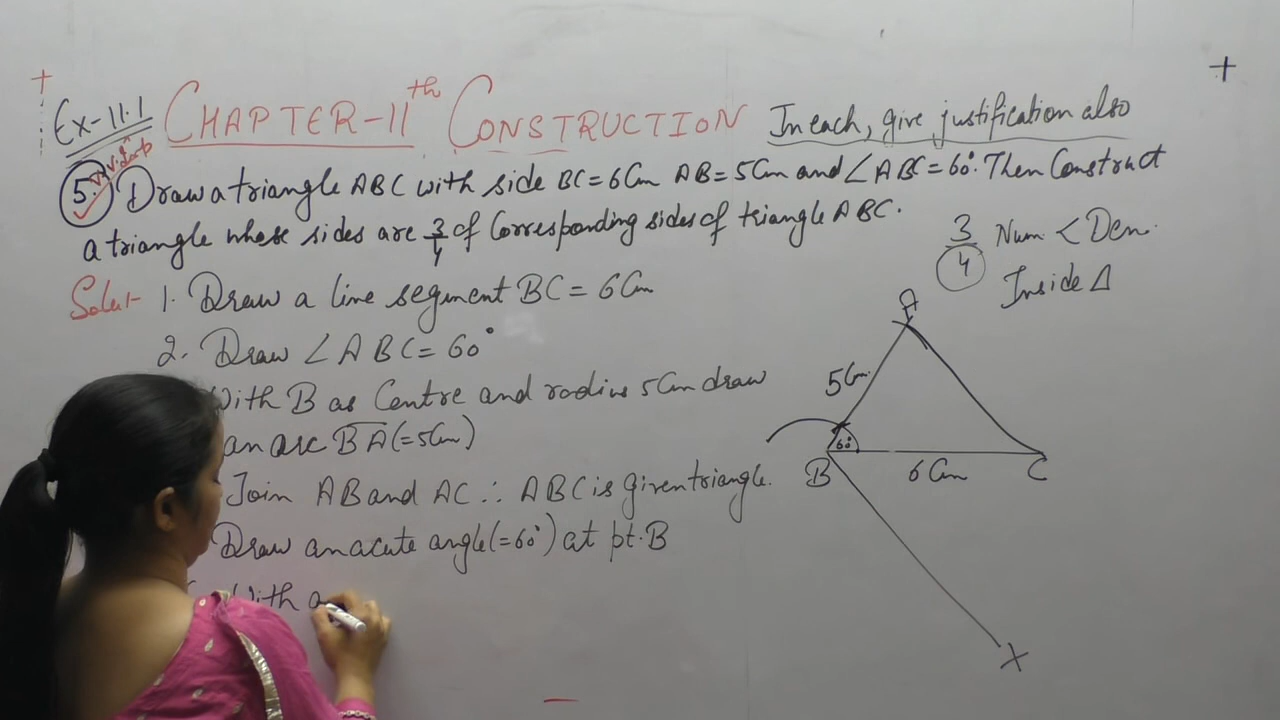 Ex-11.1 CHAPTER-11th CONSTRUCTION In each, give justification also
5. Draw a triangle ABC with side BC=6Cm AB=5Cm and ∠ABC=60°. Then Construct
a triangle whose sides are 3/4 of Corresponding sides of triangle ABC.
3/4 Num < Den.
Inside Δ
Solu:- 1. Draw a line segment BC = 6Cm
2. Draw ∠ABC = 60°
With B as Centre and radius 5Cm draw
an arc BA (=5Cm)
Join AB and AC ∴ ABC is given triangle.
Draw an acute angle (=60°) at pt. B
With a
A
5Cm.
60°
B 6Cm C
X